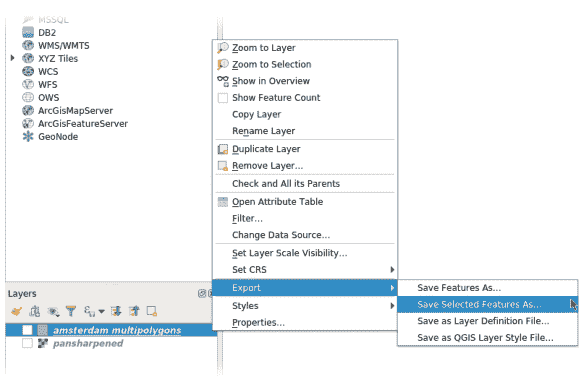 MSSQL
DB2
WMS/WMTS
XYZ Tiles
WCS
WFS
OWS
ArcGisMapServer
ArcGisFeatureServer
GeoNode
Zoom to Layer
Zoom to Selection
Show in Overview
Show Feature Count
Copy Layer
Rename Layer
Duplicate Layer
Remove Layer...
Check and All its Parents
Open Attribute Table
Filter...
Change Data Source...
Set Layer Scale Visibility...
Set CRS
Export
Styles
Properties...
Save Features As...
Save Selected Features As...
Save as Layer Definition File...
Save as QGIS Layer Style File...
Layers
amsterdam multipolygons
pansharpened